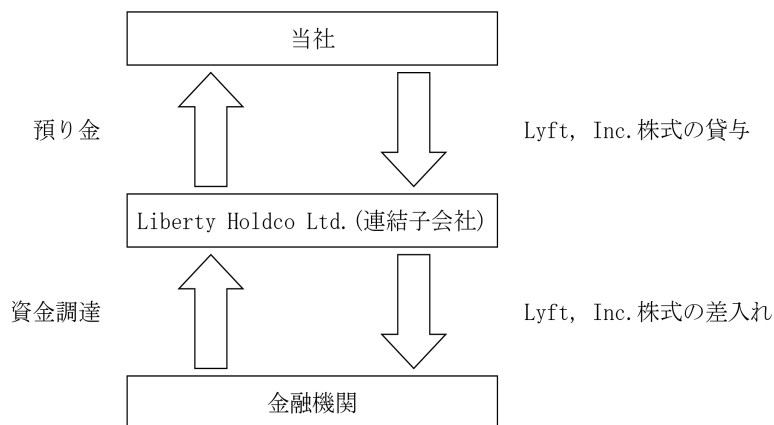 当社
預り金
Lyft, Inc.株式の貸与
Liberty Holdco Ltd.(連結子会社)
資金調達
Lyft, Inc.株式の差入れ
金融機関